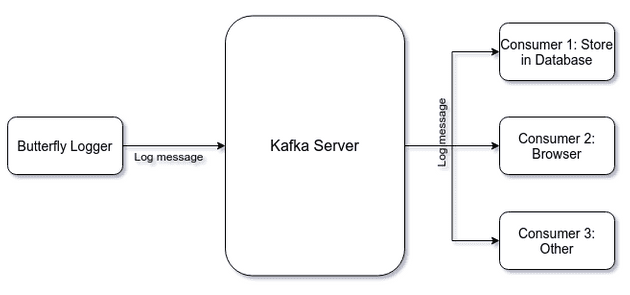 Butterfly Logger
Log message
Kafka Server
Log message
Consumer 1: Store
in Database
Consumer 2:
Browser
Consumer 3:
Other